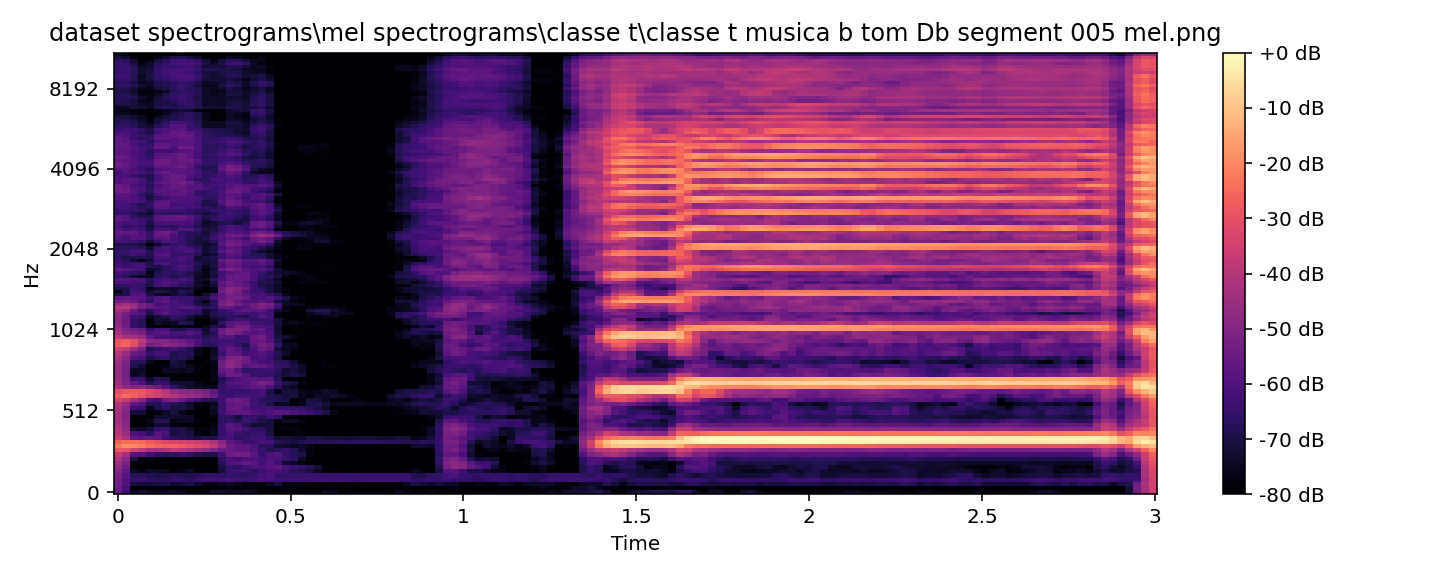 dataset spectrograms\mel spectrograms\classe t\classe t musica b tom Db segment 005 mel.png
Hz
8192
4096
2048
1024
512
0
0
0.5
1
1.5
2
2.5
3
Time
+0 dB
-10 dB
-20 dB
-30 dB
-40 dB
-50 dB
-60 dB
-70 dB
-80 dB